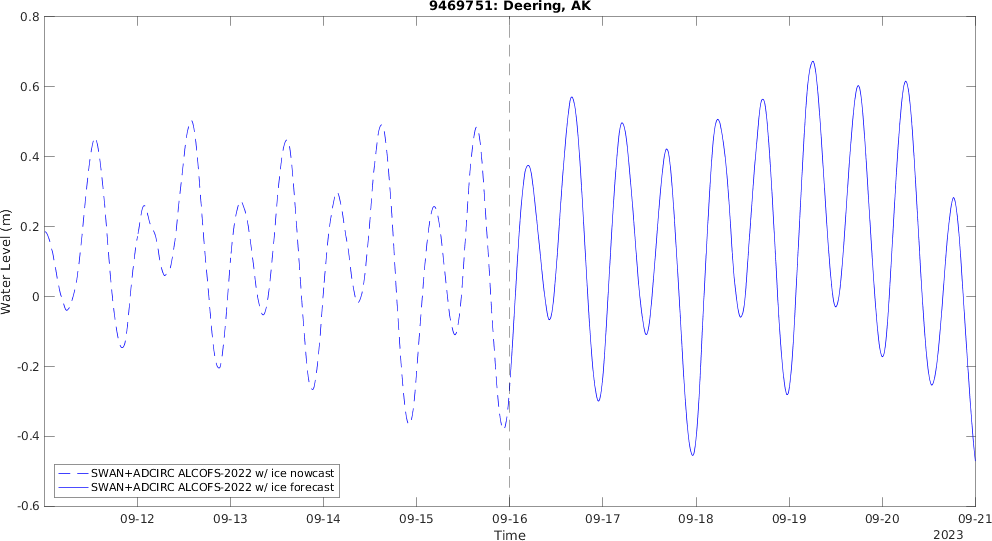 9469751: Deering, AK
Water Level (m)
0.8
0.6
0.4
0.2
0
-0.2
-0.4
-0.6
SWAN+ADCIRC ALCOFS-2022 w/ ice nowcast
SWAN+ADCIRC ALCOFS-2022 w/ ice forecast
09-12 09-13 09-14 09-15 09-16 09-17 09-18 09-19 09-20 09-21
Time
2023